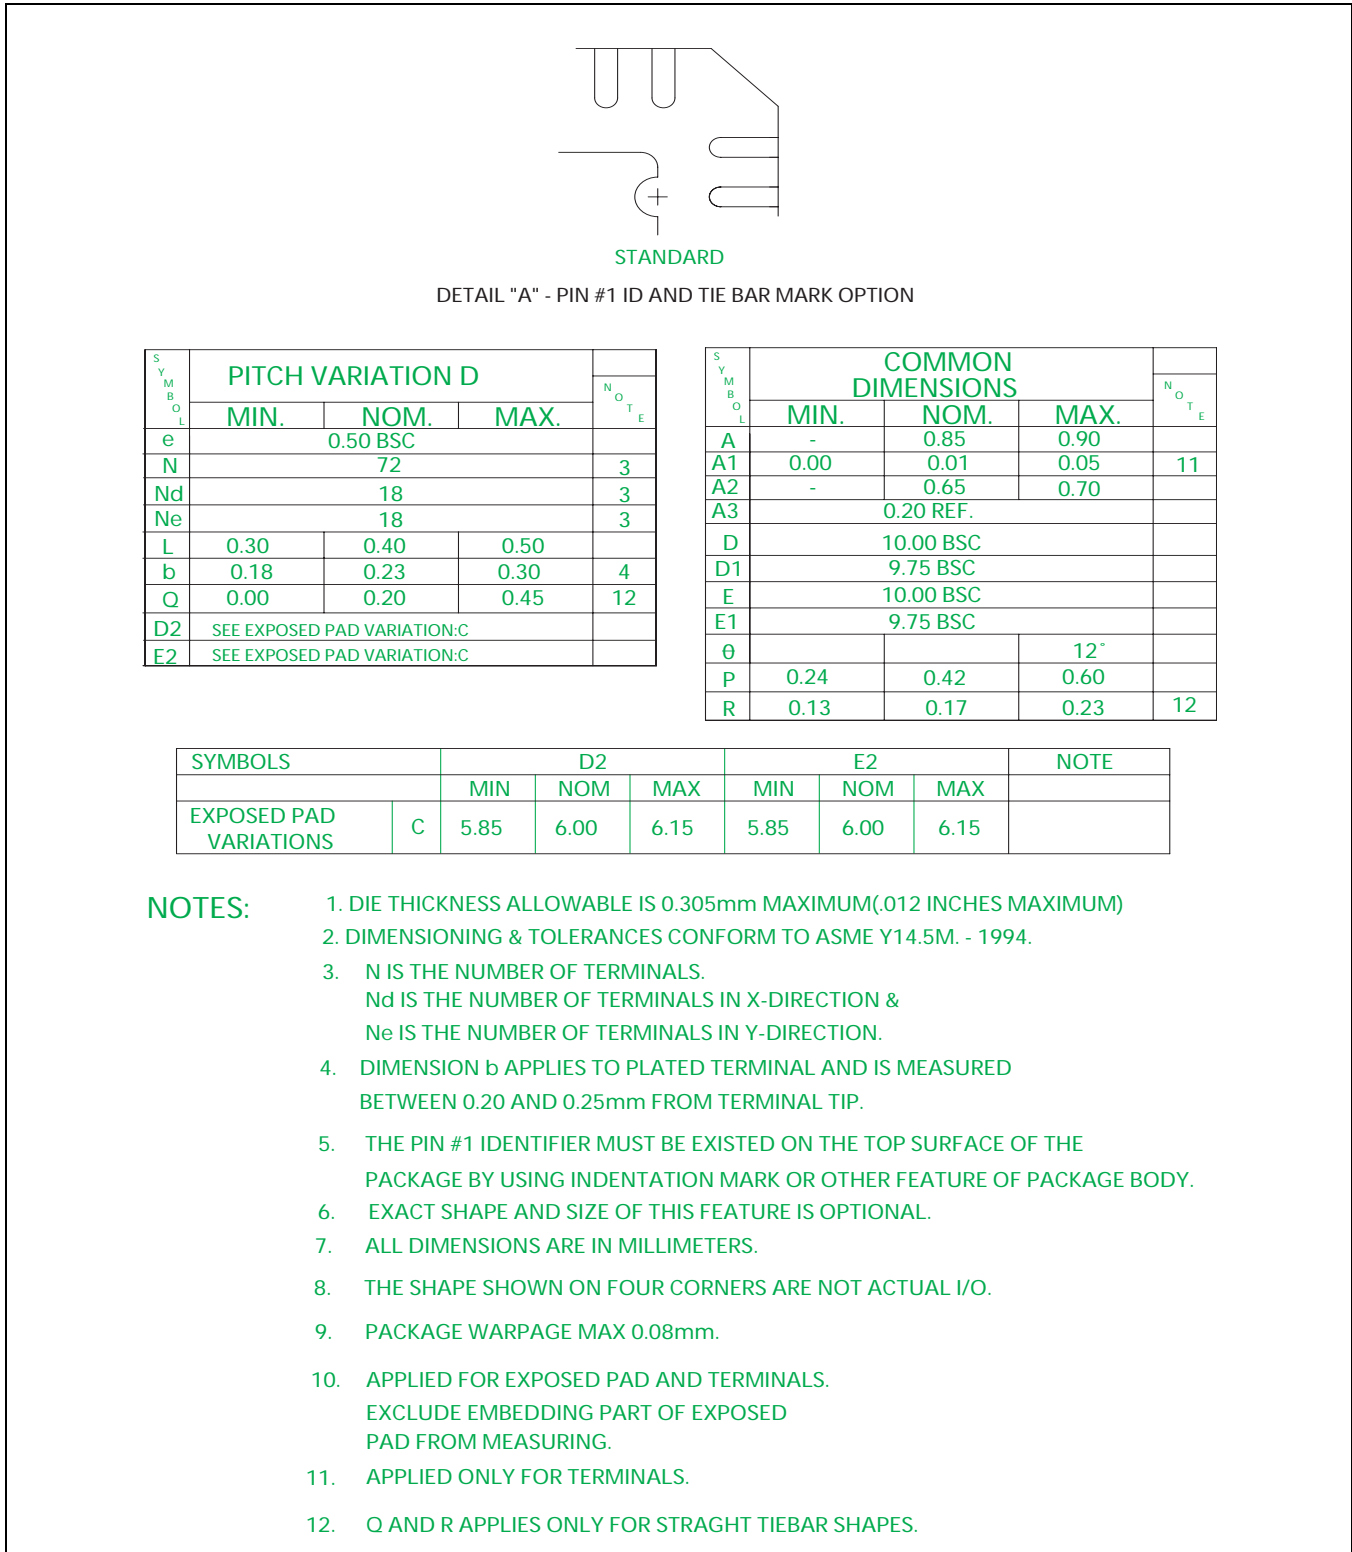 STANDARD
DETAIL "A" - PIN #1 ID AND TIE BAR MARK OPTION
SYMBOL PITCH VARIATION D NOTE
MIN. NOM. MAX.
e 0.50 BSC
N 72 3
Nd 18 3
Ne 18 3
L 0.30 0.40 0.50
b 0.18 0.23 0.30 4
Q 0.00 0.20 0.45 12
D2 SEE EXPOSED PAD VARIATION:C
E2 SEE EXPOSED PAD VARIATION:C
SYMBOL COMMON NOTE
DIMENSIONS
MIN. NOM. MAX.
A - 0.85 0.90
A1 0.00 0.01 0.05 11
A2 - 0.65 0.70
A3 0.20 REF.
D 10.00 BSC
D1 9.75 BSC
E 10.00 BSC
E1 9.75 BSC
θ 12°
P 0.24 0.42 0.60
R 0.13 0.17 0.23 12
SYMBOLS D2 E2 NOTE
MIN NOM MAX MIN NOM MAX
EXPOSED PAD
VARIATIONS C 5.85 6.00 6.15 5.85 6.00 6.15
NOTES: 1. DIE THICKNESS ALLOWABLE IS 0.305mm MAXIMUM(.012 INCHES MAXIMUM)
2. DIMENSIONING & TOLERANCES CONFORM TO ASME Y14.5M. - 1994.
3. N IS THE NUMBER OF TERMINALS.
Nd IS THE NUMBER OF TERMINALS IN X-DIRECTION &
Ne IS THE NUMBER OF TERMINALS IN Y-DIRECTION.
4. DIMENSION b APPLIES TO PLATED TERMINAL AND IS MEASURED
BETWEEN 0.20 AND 0.25mm FROM TERMINAL TIP.
5. THE PIN #1 IDENTIFIER MUST BE EXISTED ON THE TOP SURFACE OF THE
PACKAGE BY USING INDENTATION MARK OR OTHER FEATURE OF PACKAGE BODY.
6. EXACT SHAPE AND SIZE OF THIS FEATURE IS OPTIONAL.
7. ALL DIMENSIONS ARE IN MILLIMETERS.
8. THE SHAPE SHOWN ON FOUR CORNERS ARE NOT ACTUAL I/O.
9. PACKAGE WARPAGE MAX 0.08mm.
10. APPLIED FOR EXPOSED PAD AND TERMINALS.
EXCLUDE EMBEDDING PART OF EXPOSED
PAD FROM MEASURING.
11. APPLIED ONLY FOR TERMINALS.
12. Q AND R APPLIES ONLY FOR STRAGHT TIEBAR SHAPES.